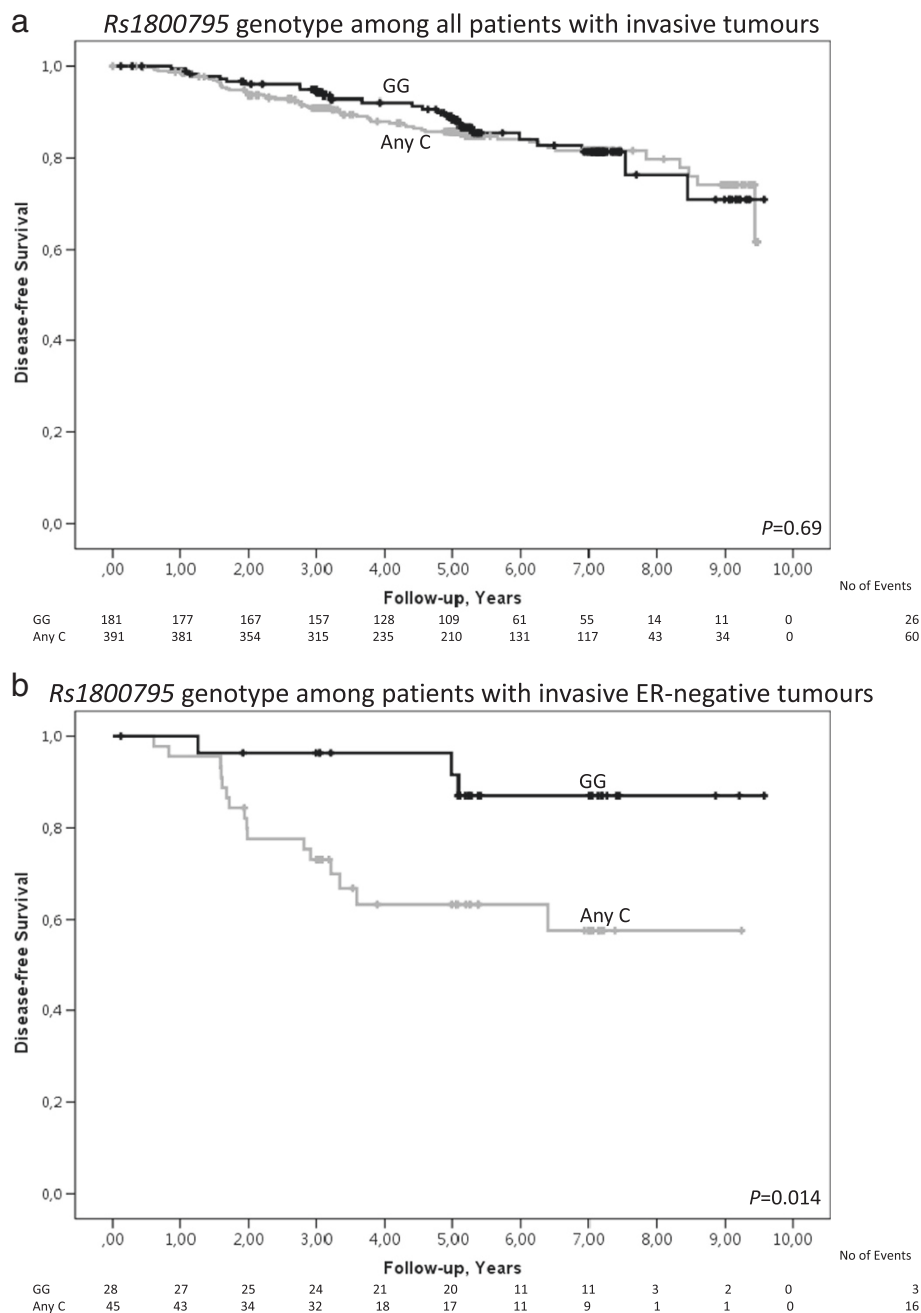 a
Rs1800795 genotype among all patients with invasive tumours
1,0
0,8
0,6
0,4
0,2
0,0
Disease-free Survival
GG
Any C
P=0.69
,00 1,00 2,00 3,00 4,00 5,00 6,00 7,00 8,00 9,00 10,00
Follow-up, Years
No of Events
GG 181 177 167 157 128 109 61 55 14 11 0 26
Any C 391 381 354 315 235 210 131 117 43 34 0 60
b
Rs1800795 genotype among patients with invasive ER-negative tumours
1,0
0,8
0,6
0,4
0,2
0,0
Disease-free Survival
GG
Any C
P=0.014
,00 1,00 2,00 3,00 4,00 5,00 6,00 7,00 8,00 9,00 10,00
Follow-up, Years
No of Events
GG 28 27 25 24 21 20 11 11 3 2 0 3
Any C 45 43 34 32 18 17 11 9 1 1 0 16